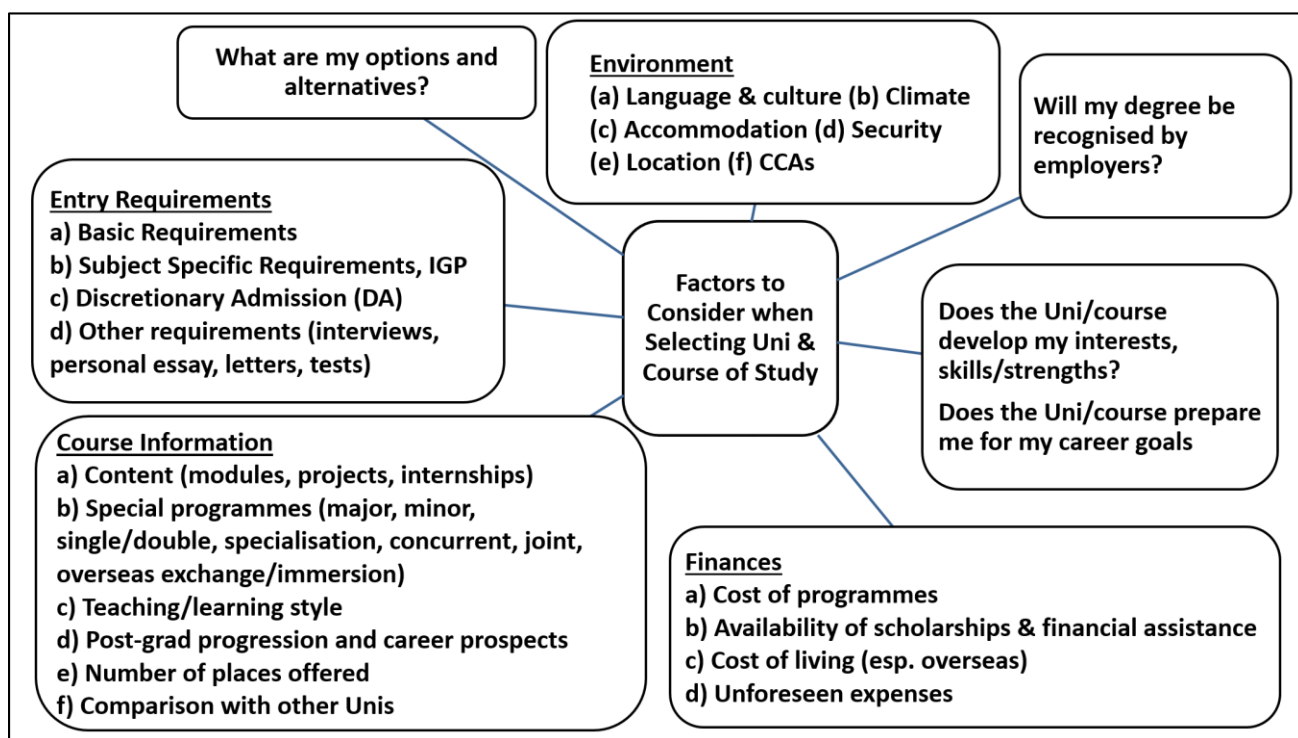 What are my options and
alternatives?
Environment
(a) Language & culture (b) Climate
(c) Accommodation (d) Security
(e) Location (f) CCAs
Will my degree be
recognised by
employers?
Entry Requirements
a) Basic Requirements
b) Subject Specific Requirements, IGP
c) Discretionary Admission (DA)
d) Other requirements (interviews,
personal essay, letters, tests)
Factors to
Consider when
Selecting Uni &
Course of Study
Does the Uni/course
develop my interests,
skills/strengths?
Does the Uni/course prepare
me for my career goals
Course Information
a) Content (modules, projects, internships)
b) Special programmes (major, minor,
single/double, specialisation, concurrent, joint,
overseas exchange/immersion)
c) Teaching/learning style
d) Post-grad progression and career prospects
e) Number of places offered
f) Comparison with other Unis
Finances
a) Cost of programmes
b) Availability of scholarships & financial assistance
c) Cost of living (esp. overseas)
d) Unforeseen expenses